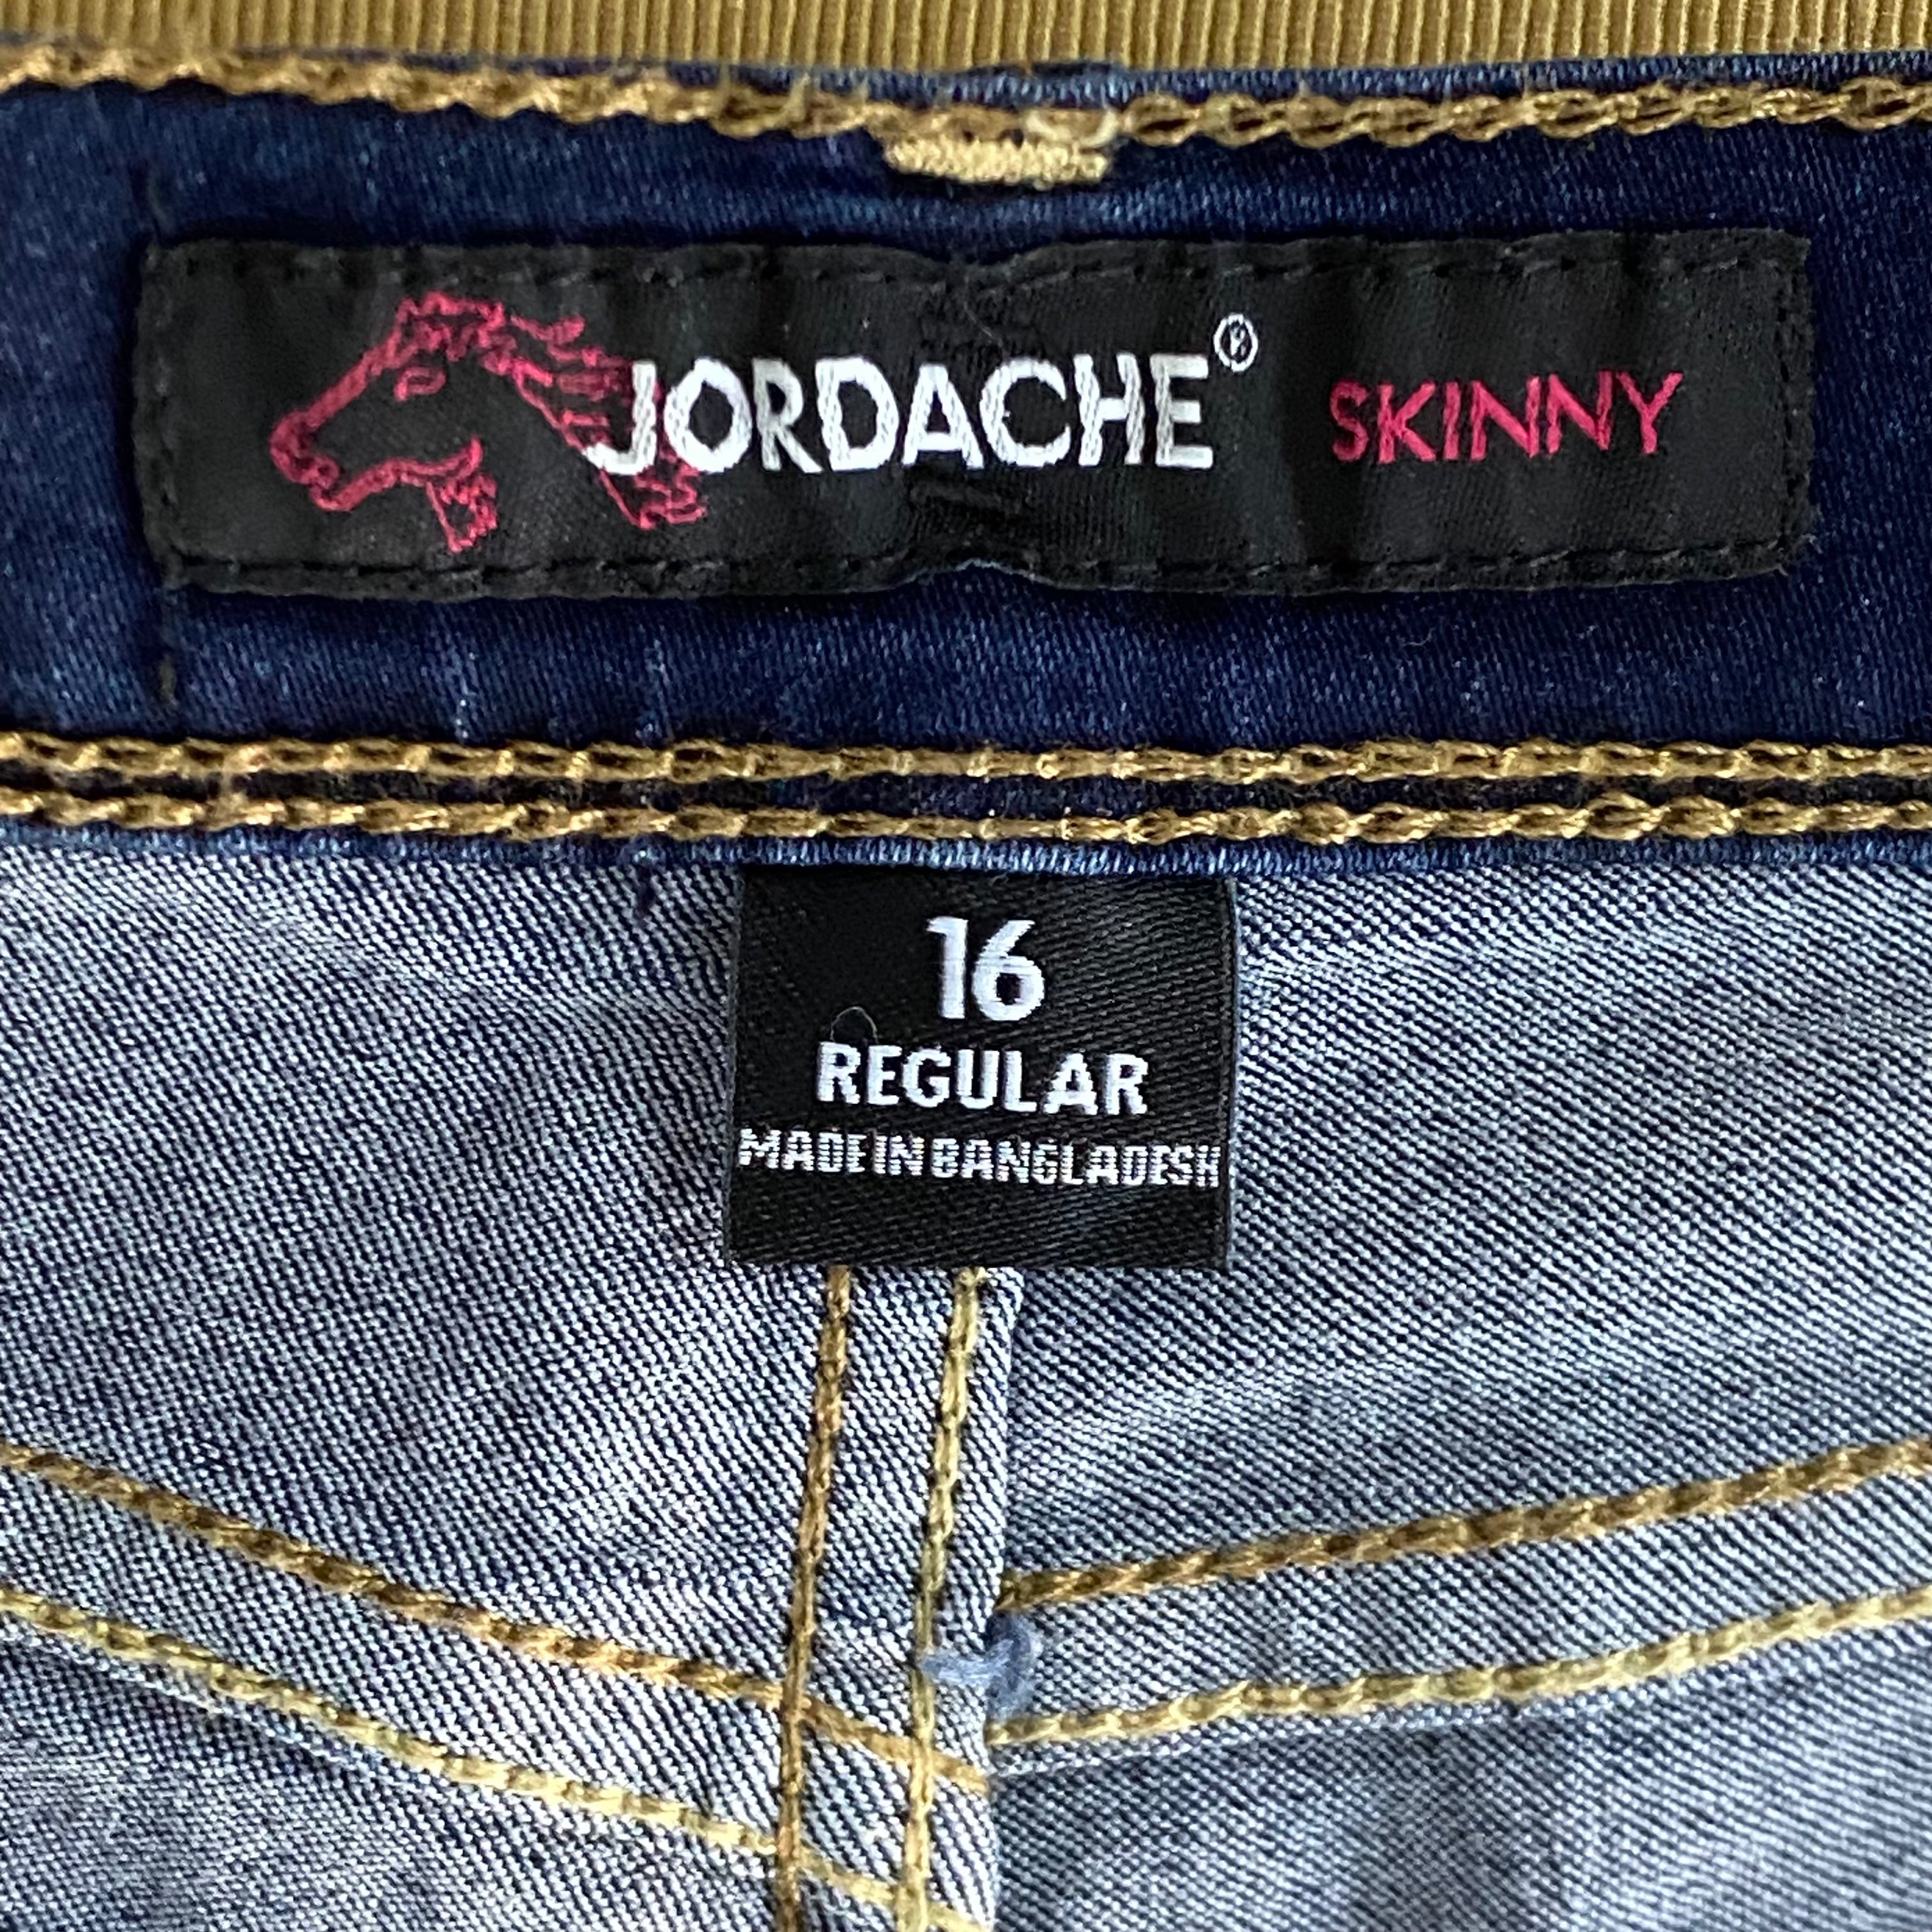 JORDACHE® SKINNY
16
REGULAR
MADE IN BANGLADESH